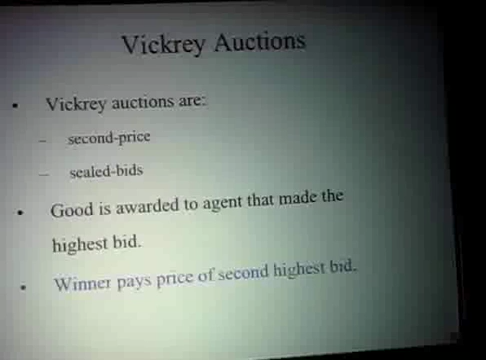 Vickrey Auctions
• Vickrey auctions are:
– second-price
– sealed-bids
• Good is awarded to agent that made the
highest bid.
• Winner pays price of second highest bid.